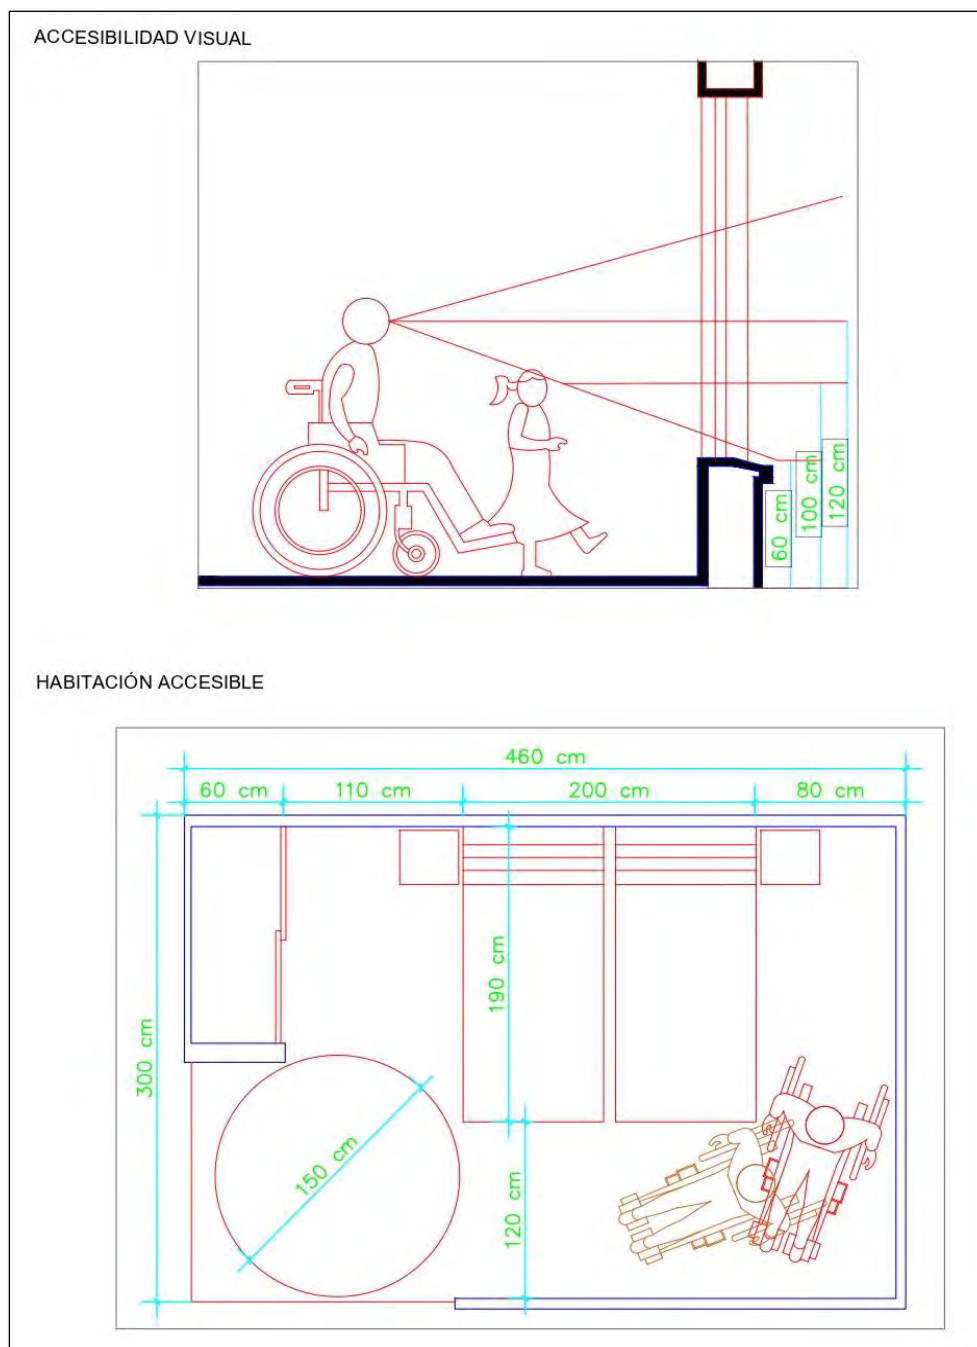 ACCESIBILIDAD VISUAL
60 cm
100 cm
120 cm
HABITACIÓN ACCESIBLE
460 cm
60 cm
110 cm
200 cm
80 cm
190 cm
300 cm
150 cm
120 cm